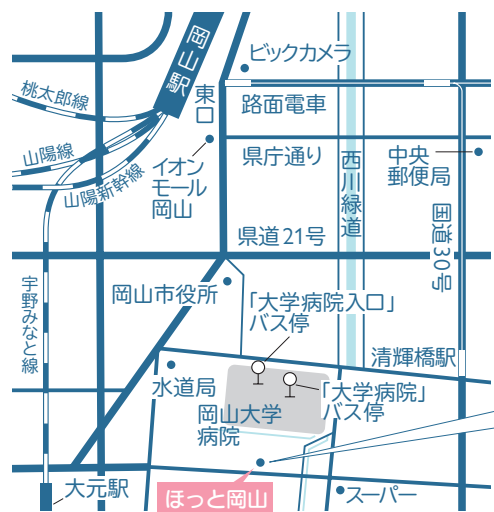 岡山駅
ビックカメラ
桃太郎線
東口
路面電車
山陽線
イオン
モール
岡山
県庁通り
西川緑道
中央
郵便局
山陽新幹線
県道21号
国道30号
宇野みなと線
岡山市役所
「大学病院入口」
バス停
清輝橋駅
水道局
岡山大学
病院
「大学病院」
バス停
大元駅
ほっと岡山
スーパー